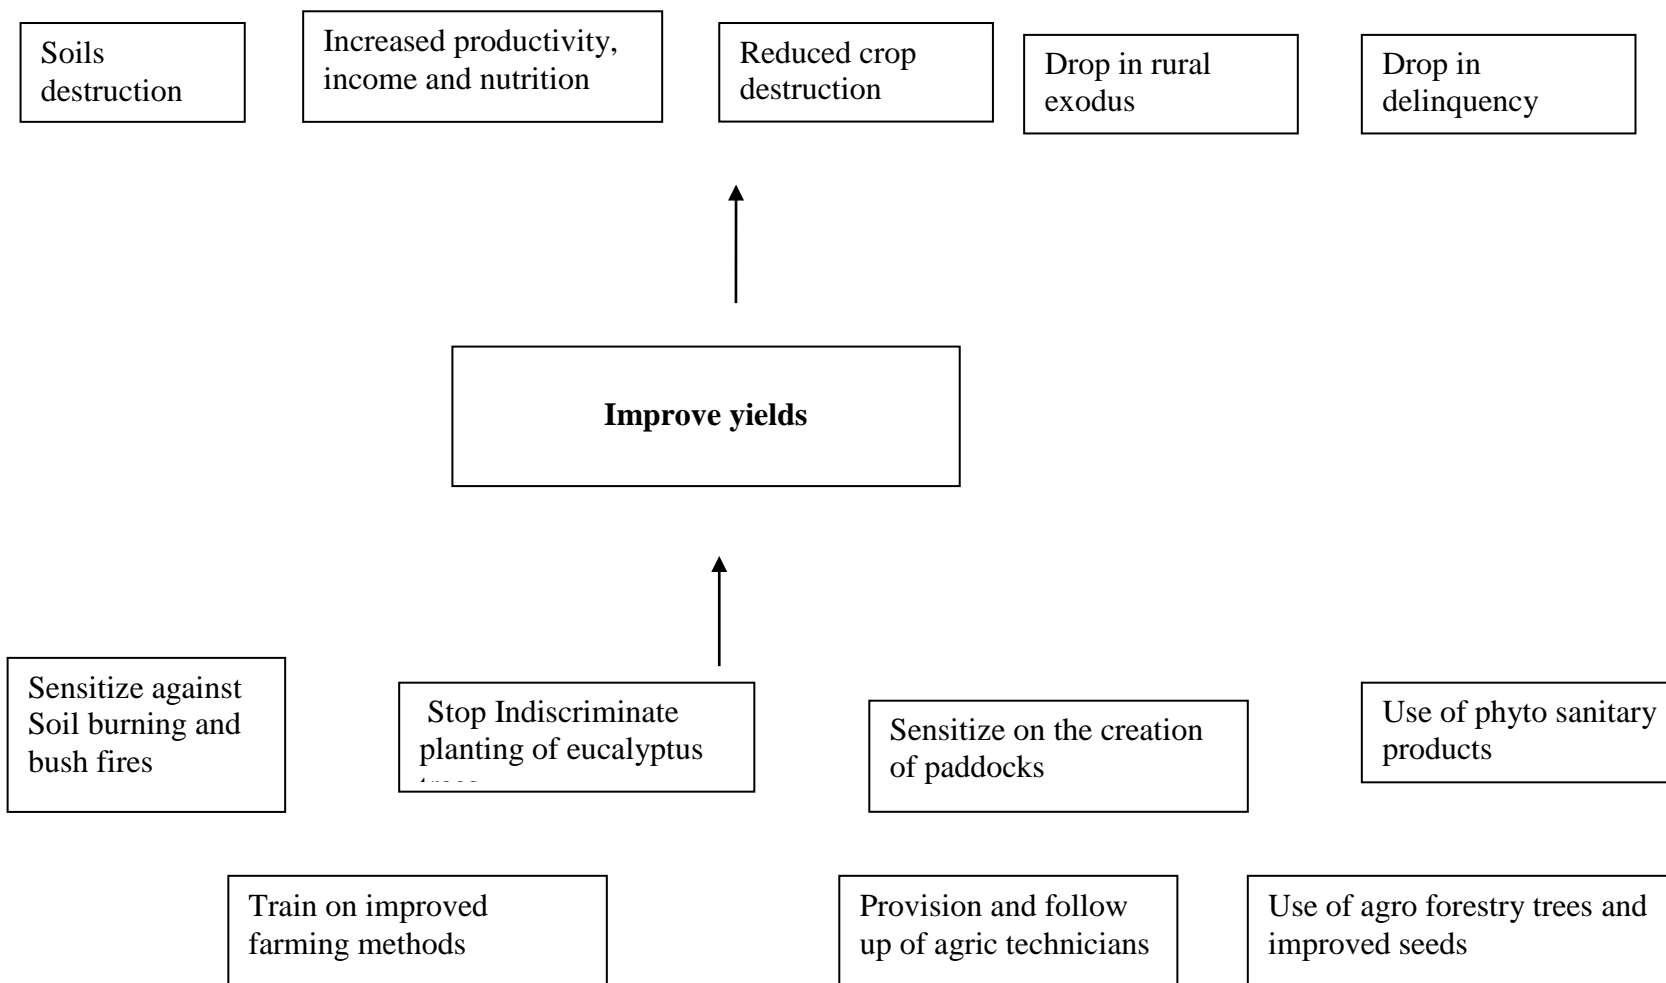 Soils
destruction
Increased productivity,
income and nutrition
Reduced crop
destruction
Drop in rural
exodus
Drop in
delinquency
Improve yields
Sensitize against
Soil burning and
bush fires
Stop Indiscriminate
planting of eucalyptus
Sensitize on the creation
of paddocks
Use of phyto sanitary
products
Train on improved
farming methods
Provision and follow
up of agric technicians
Use of agro forestry trees and
improved seeds